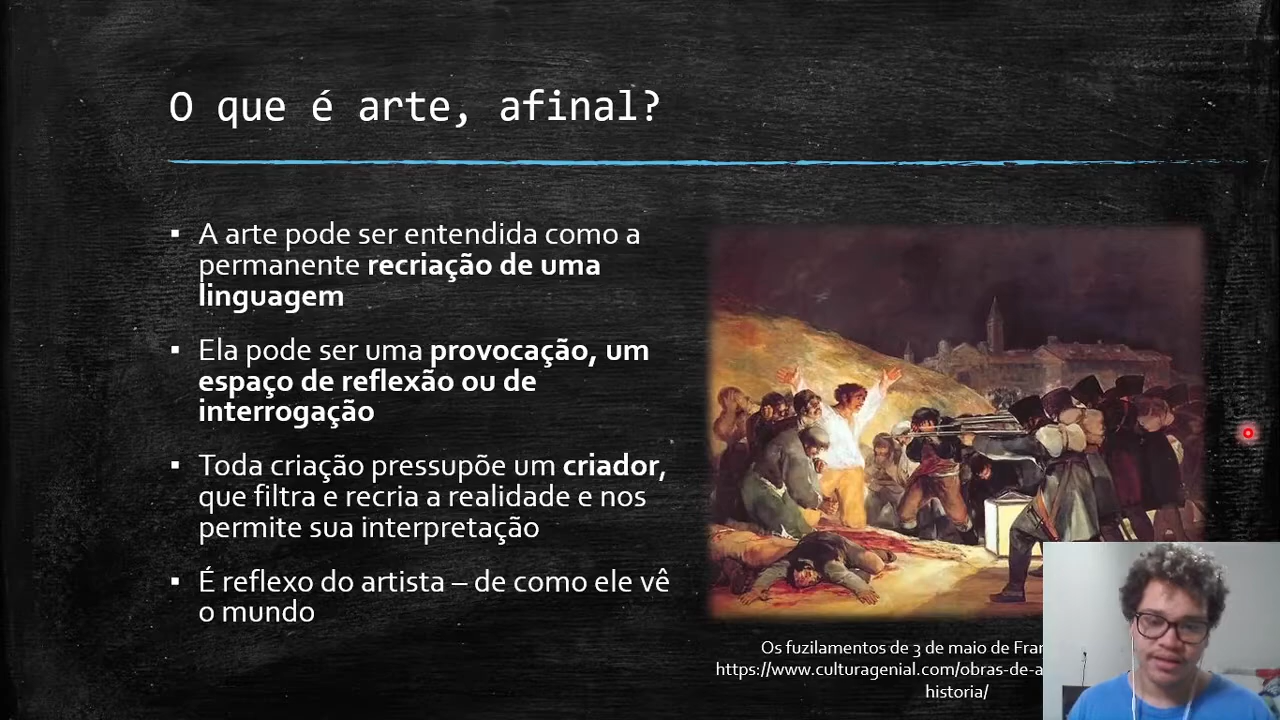 O que é arte, afinal?
▪ A arte pode ser entendida como a
permanente recriação de uma
linguagem
▪ Ela pode ser uma provocação, um
espaço de reflexão ou de
interrogação
▪ Toda criação pressupõe um criador,
que filtra e recria a realidade e nos
permite sua interpretação
▪ É reflexo do artista – de como ele vê
o mundo
Os fuzilamentos de 3 de maio de
https://www.culturagenial.com/obras-de-a
historia/